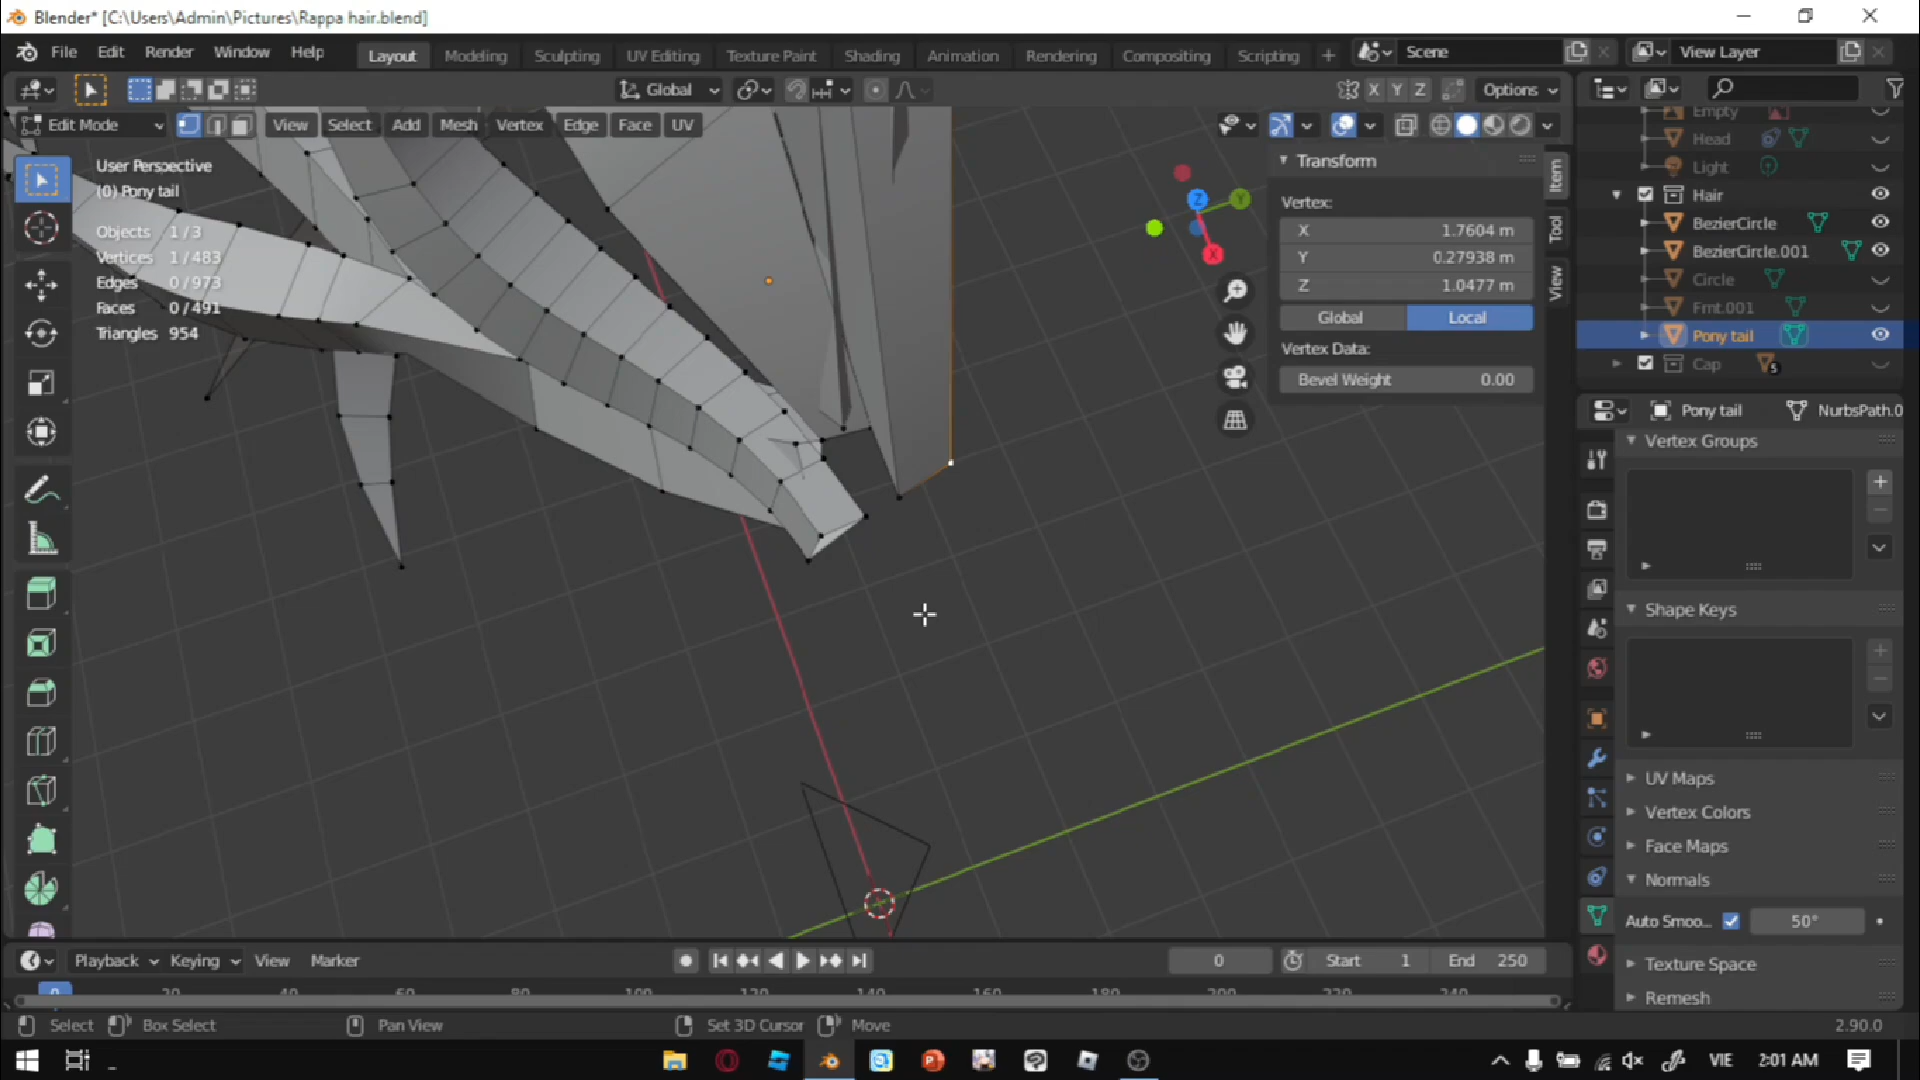 Blender* [C:\Users\Admin\Pictures\Rappa hair.blend]
File Edit Render Window Help Layout Modeling Sculpting UV Editing Texture Paint Shading Animation Rendering Compositing Scripting + Scene View Layer
Global X Y Z Options
Edit Mode View Select Add Mesh Vertex Edge Face UV
User Perspective
(0) Pony tail
Objects 1/3
Vertices 1/483
Edges 0/973
Faces 0/491
Triangles 954
Z Y X
Transform
Vertex:
X 1.7604 m
Y 0.27938 m
Z 1.0477 m
Global Local
Vertex Data:
Bevel Weight 0.00
Item
Tool
View
Empty
Head
Light
Hair
BezierCircle
BezierCircle.001
Circle
Frnt.001
Pony tail
Cap 5
Pony tail NurbsPath.0
Vertex Groups
Shape Keys
UV Maps
Vertex Colors
Face Maps
Normals
Auto Smoo... 50°
Texture Space
Remesh
Playback Keying View Marker 0 Start 1 End 250
0 20 40 60 80 100 120 140 160 180 200 220 240
Select Box Select Pan View Set 3D Cursor Move 2.90.0
VIE 2:01 AM